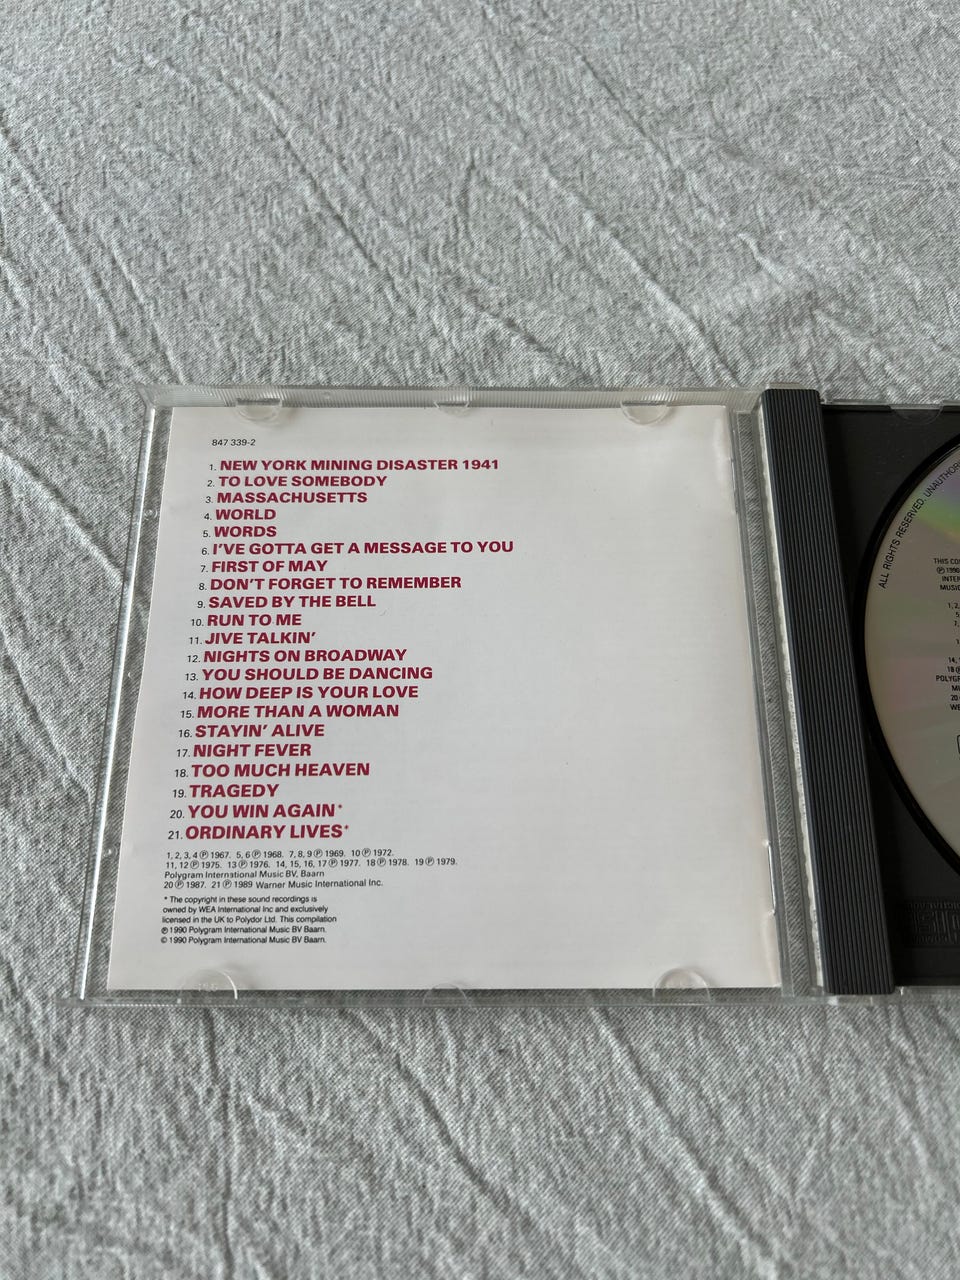 847 339-2
1. NEW YORK MINING DISASTER 1941
2. TO LOVE SOMEBODY
3. MASSACHUSETTS
4. WORLD
5. WORDS
6. I'VE GOTTA GET A MESSAGE TO YOU
7. FIRST OF MAY
8. DON'T FORGET TO REMEMBER
9. SAVED BY THE BELL
10. RUN TO ME
11. JIVE TALKIN'
12. NIGHTS ON BROADWAY
13. YOU SHOULD BE DANCING
14. HOW DEEP IS YOUR LOVE
15. MORE THAN A WOMAN
16. STAYIN' ALIVE
17. NIGHT FEVER
18. TOO MUCH HEAVEN
19. TRAGEDY
20. YOU WIN AGAIN*
21. ORDINARY LIVES*
1, 2, 3, 4 ℗ 1967. 5, 6 ℗ 1968. 7, 8, 9 ℗ 1969. 10 ℗ 1972.
11, 12 ℗ 1975. 13 ℗ 1976. 14, 15, 16, 17 ℗ 1977. 18 ℗ 1978. 19 ℗ 1979.
Polygram International Music BV, Baarn
20 ℗ 1987. 21 ℗ 1989 Warner Music International Inc.
* The copyright in these sound recordings is
owned by WEA International Inc and exclusively
licensed in the UK to Polydor Ltd. This compilation
℗ 1990 Polygram International Music BV Baarn.
© 1990 Polygram International Music BV Baarn.
ALL RIGHTS RESERVED.
THIS
℗ 1990